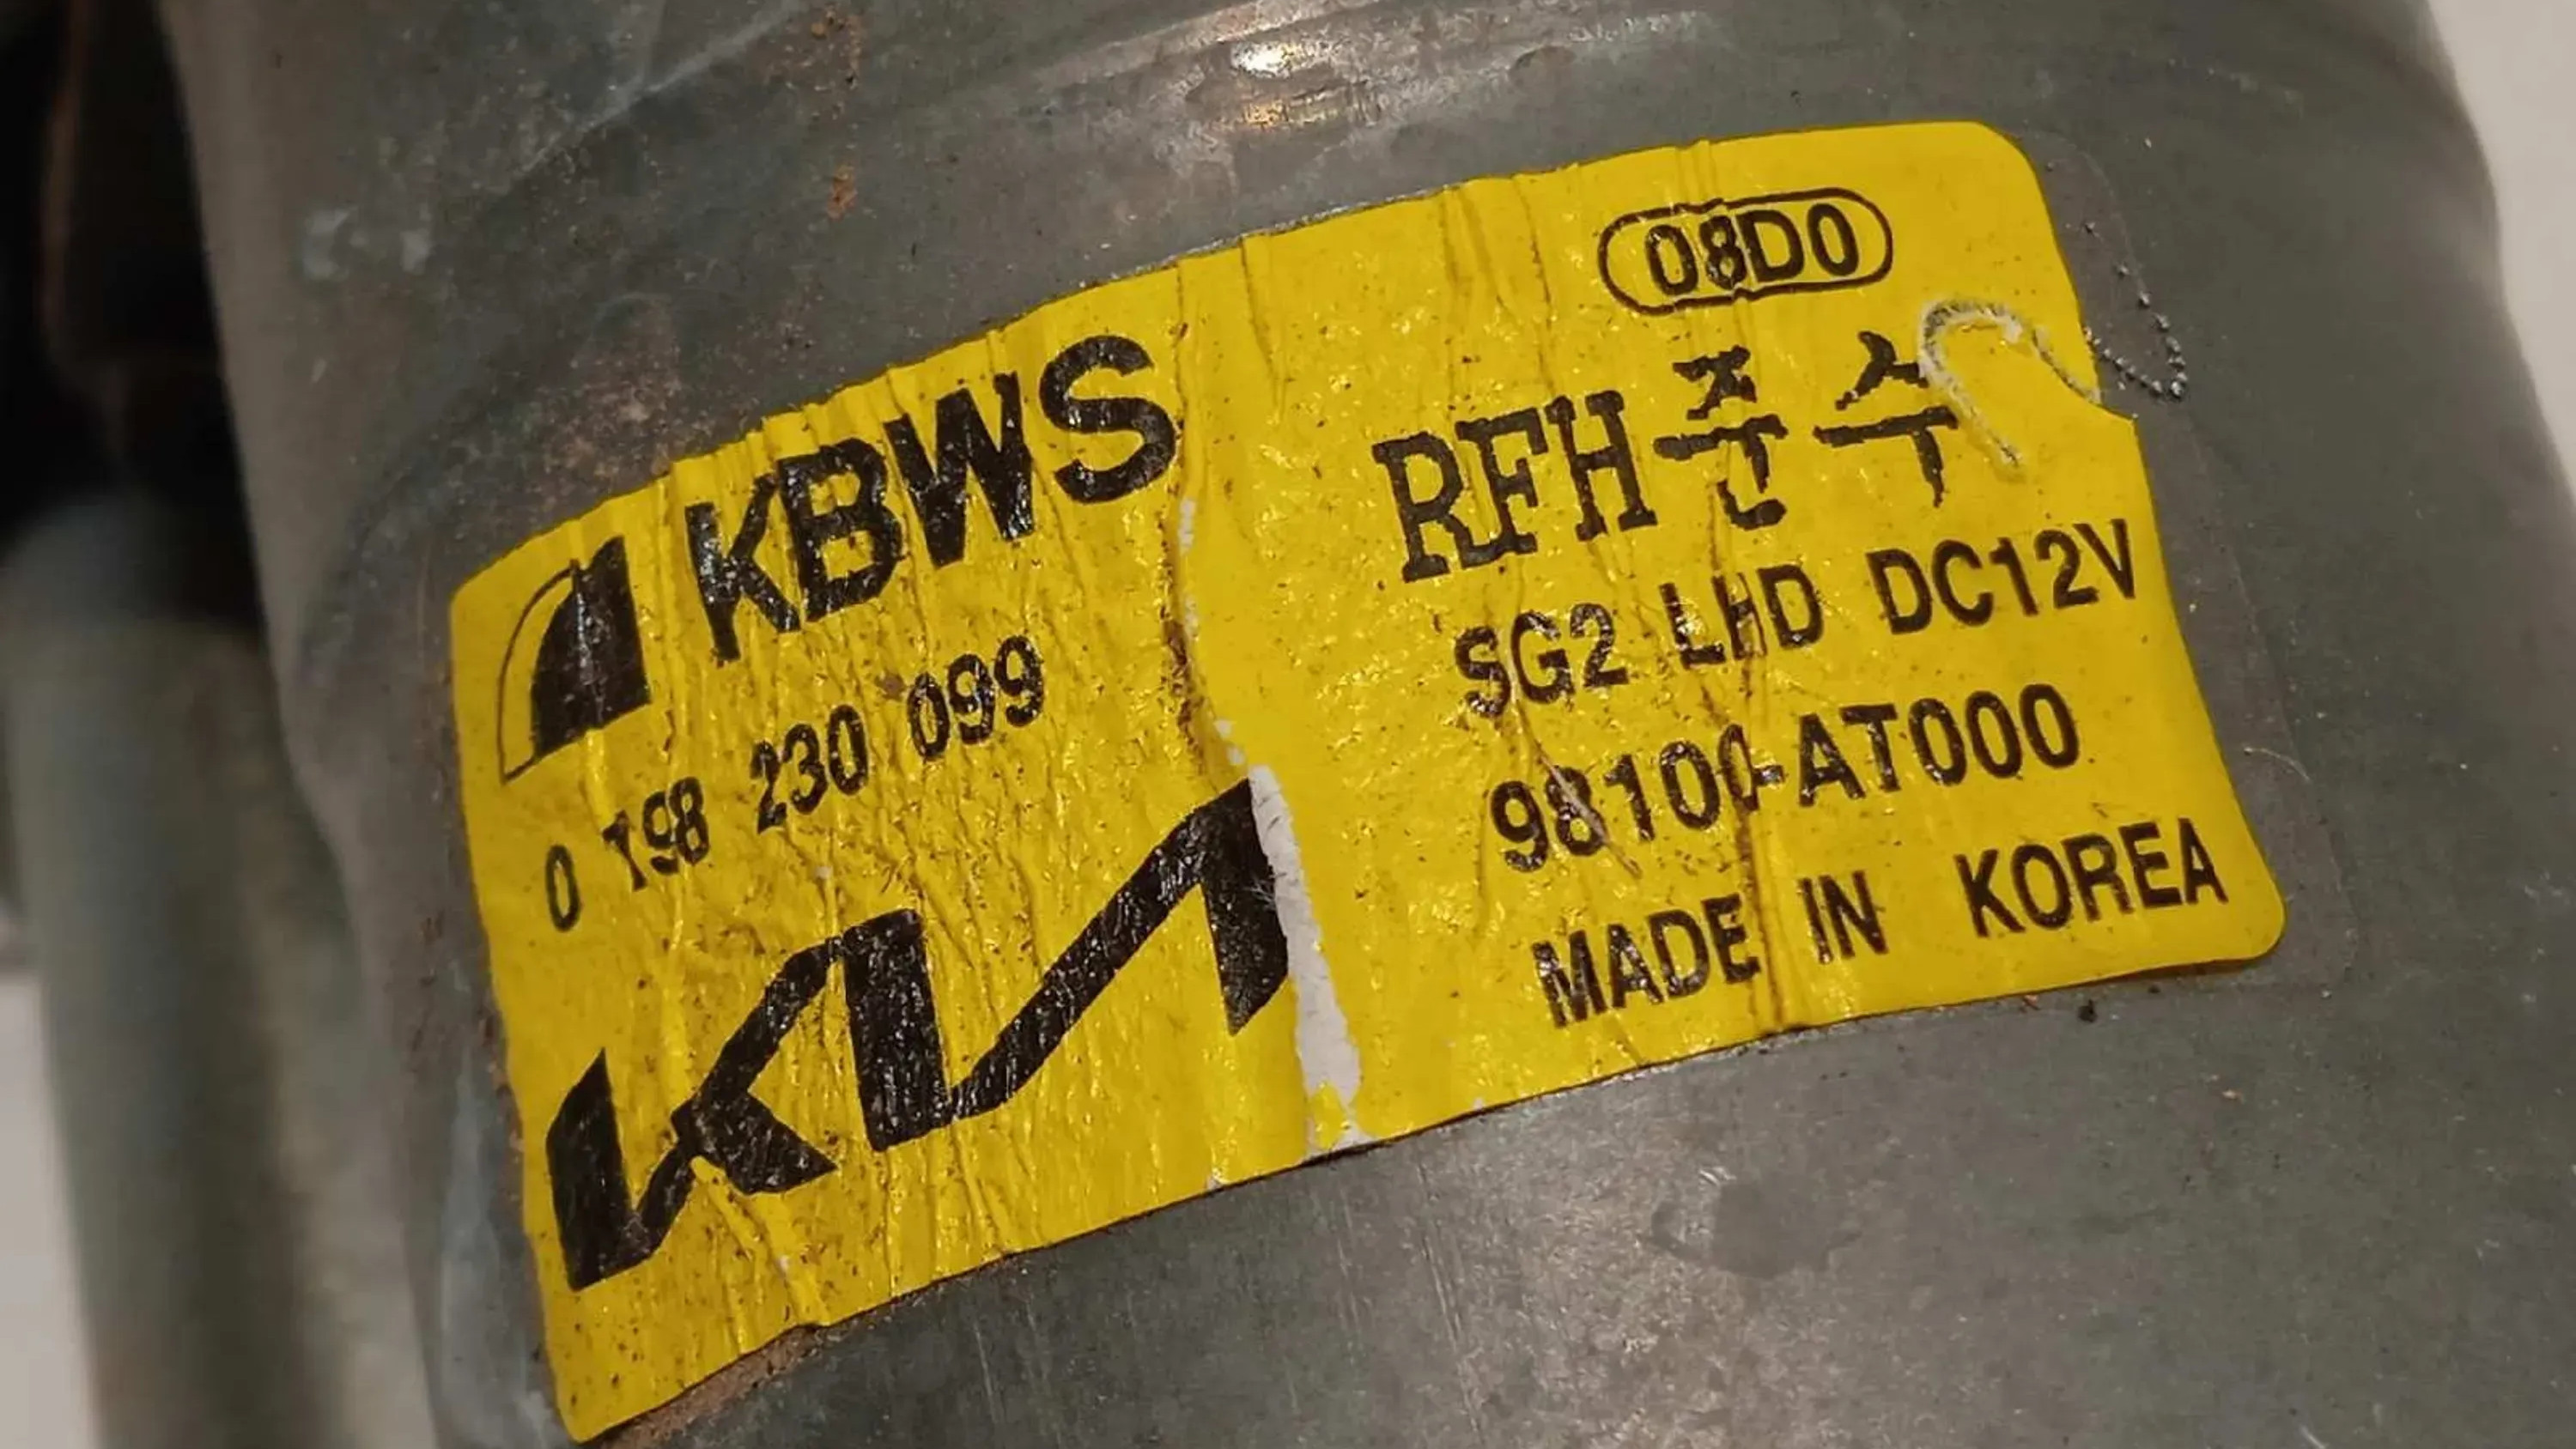 KBWS
0 198 230 099
KIA
08D0
RFH준수
SG2 LHD DC12V
98100-AT000
MADE IN KOREA